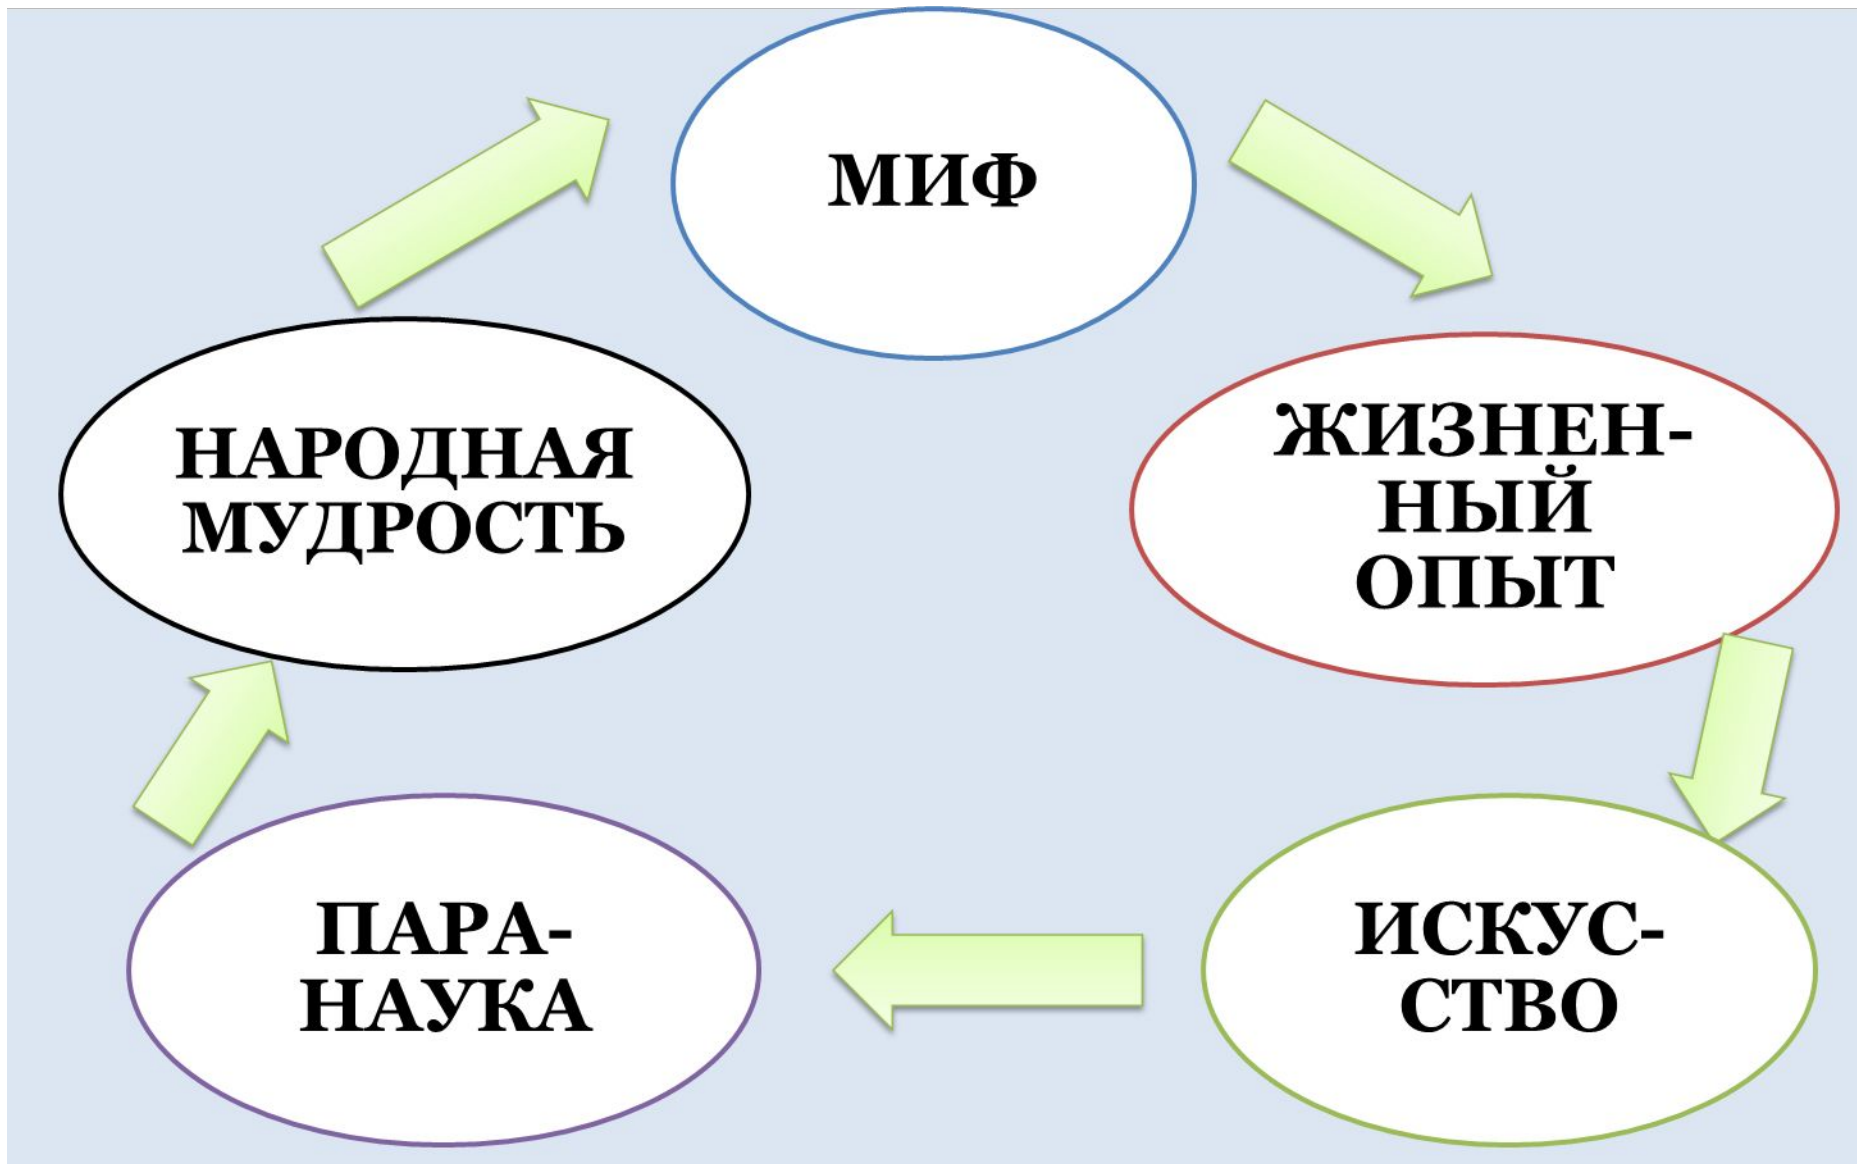 МИФ
ЖИЗНЕН-
НЫЙ
ОПЫТ
ИСКУС-
СТВО
ПАРА-
НАУКА
НАРОДНАЯ
МУДРОСТЬ